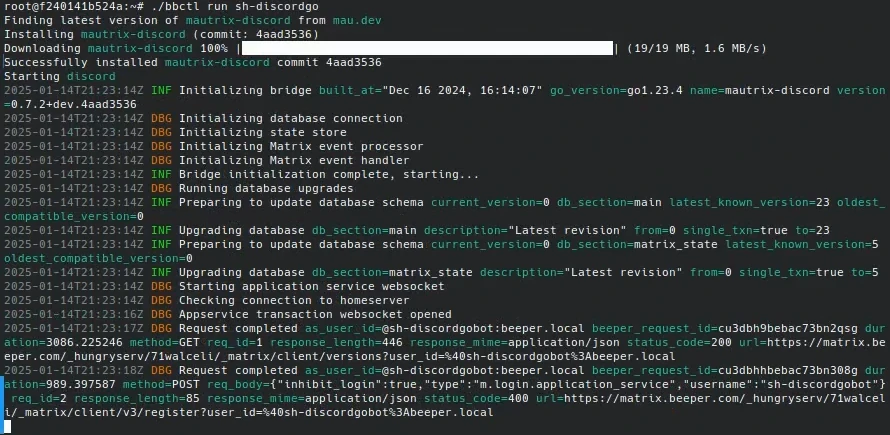 root@f240141b524a:~# ./bbctl run sh-discordgo
Finding latest version of mautrix-discord from mau.dev
Installing mautrix-discord (commit: 4aad3536)
Downloading mautrix-discord 100% | | (19/19 MB, 1.6 MB/s)
Successfully installed mautrix-discord commit 4aad3536
Starting discord
2025-01-14T21:23:14Z INF Initializing bridge built_at="Dec 16 2024, 16:14:07" go_version=go1.23.4 name=mautrix-discord version
=0.7.2+dev.4aad3536
2025-01-14T21:23:14Z DBG Initializing database connection
2025-01-14T21:23:14Z DBG Initializing state store
2025-01-14T21:23:14Z DBG Initializing Matrix event processor
2025-01-14T21:23:14Z DBG Initializing Matrix event handler
2025-01-14T21:23:14Z INF Bridge initialization complete, starting...
2025-01-14T21:23:14Z DBG Running database upgrades
2025-01-14T21:23:14Z INF Preparing to update database schema current_version=0 db_section=main latest_known_version=23 oldest_
compatible_version=0
2025-01-14T21:23:14Z INF Upgrading database db_section=main description="Latest revision" from=0 single_txn=true to=23
2025-01-14T21:23:14Z INF Preparing to update database schema current_version=0 db_section=matrix_state latest_known_version=5
oldest_compatible_version=0
2025-01-14T21:23:14Z INF Upgrading database db_section=matrix_state description="Latest revision" from=0 single_txn=true to=5
2025-01-14T21:23:14Z DBG Starting application service websocket
2025-01-14T21:23:14Z DBG Checking connection to homeserver
2025-01-14T21:23:16Z DBG Appservice transaction websocket opened
2025-01-14T21:23:17Z DBG Request completed as_user_id=@sh-discordgobot:beeper.local beeper_request_id=cu3dbh9bebac73bn2qsg dur
ation=3086.225246 method=GET req_id=1 response_length=446 response_mime=application/json status_code=200 url=https://matrix.be
eper.com/_hungryserv/71walceli/_matrix/client/versions?user_id=%40sh-discordgobot%3Abeeper.local
2025-01-14T21:23:18Z DBG Request completed as_user_id=@sh-discordgobot:beeper.local beeper_request_id=cu3dbhhbebac73bn308g dur
ation=989.397587 method=POST req_body={"inhibit_login":true,"type":"m.login.application_service","username":"sh-discordgobot"}
req_id=2 response_length=85 response_mime=application/json status_code=400 url=https://matrix.beeper.com/_hungryserv/71walcel
i/_matrix/client/v3/register?user_id=%40sh-discordgobot%3Abeeper.local